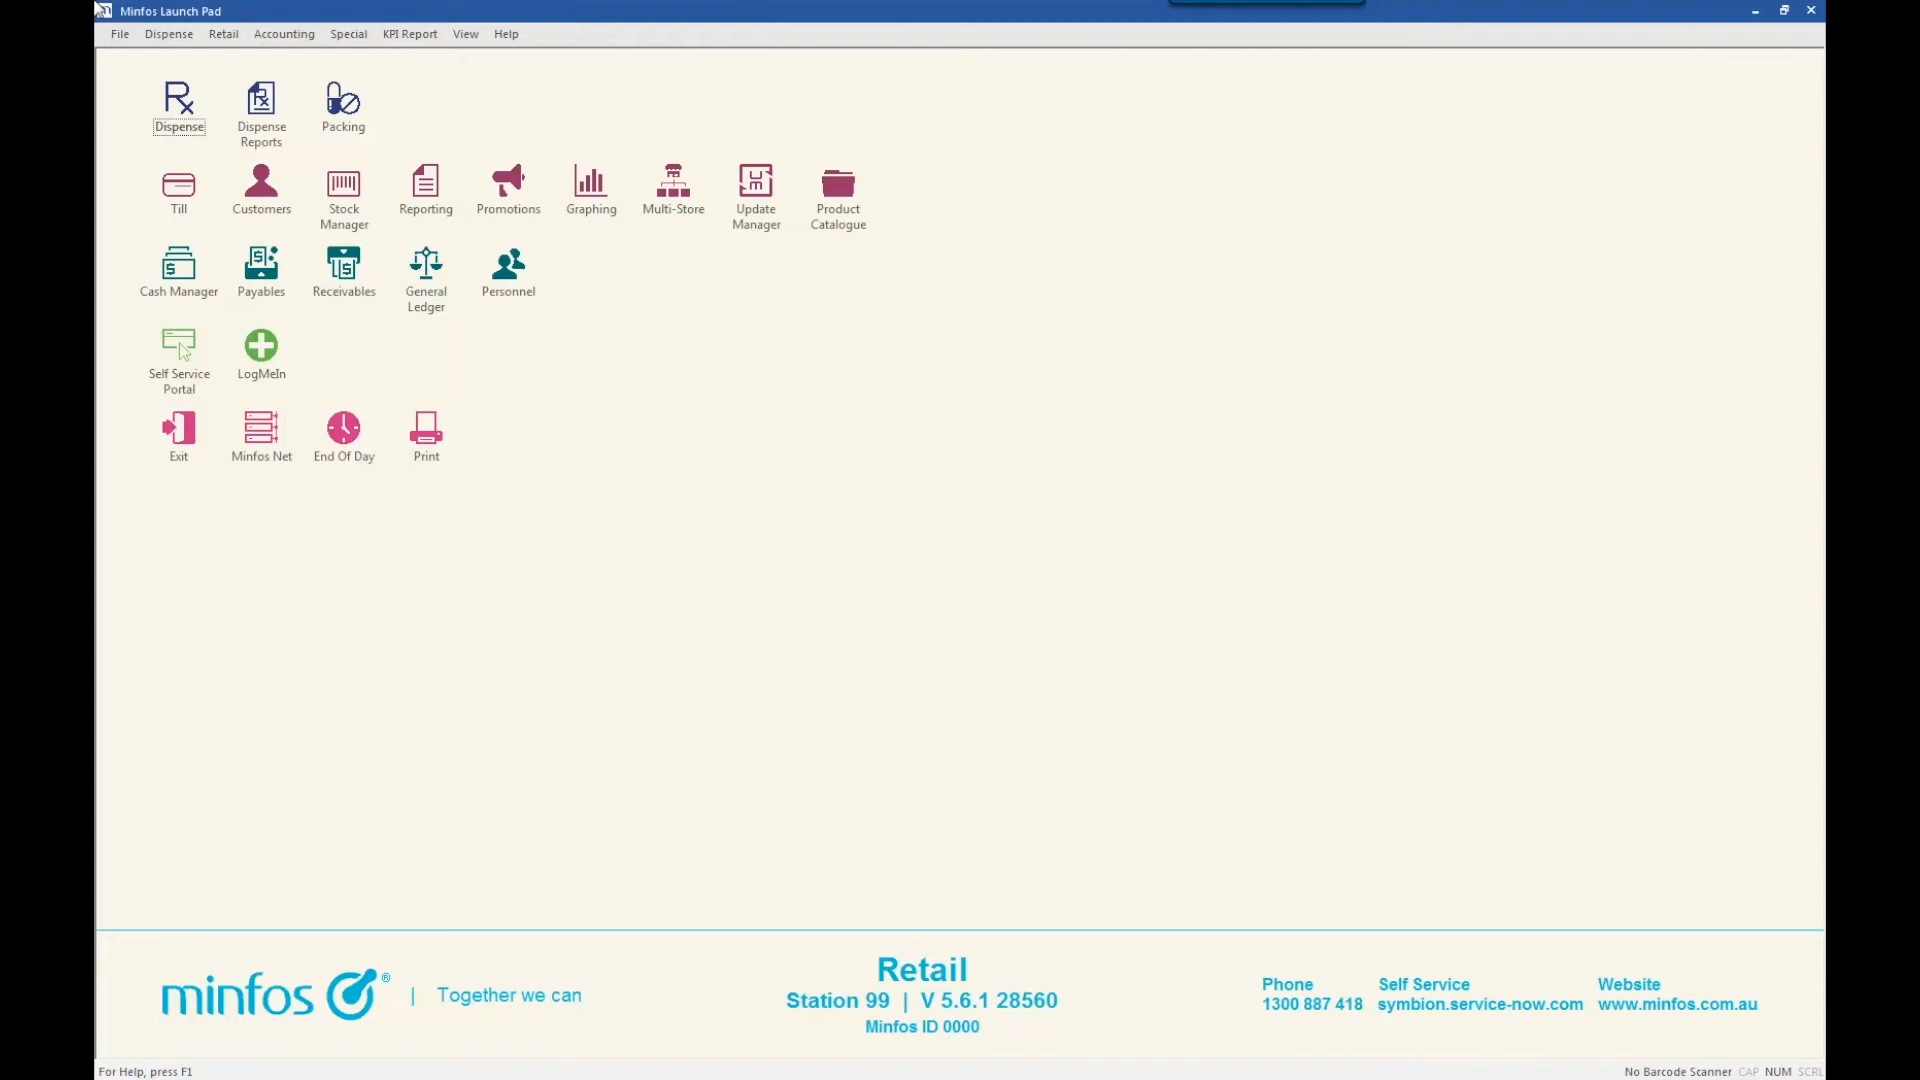 Minfos Launch Pad
File Dispense Retail Accounting Special KPI Report View Help
Dispense Dispense Reports Packing
Till Customers Stock Manager Reporting Promotions Graphing Multi-Store Update Manager Product Catalogue
Cash Manager Payables Receivables General Ledger Personnel
Self Service Portal LogMeIn
Exit Minfos Net End Of Day Print
minfos ® | Together we can
Retail
Station 99 | V 5.6.1 28560
Minfos ID 0000
Phone Self Service Website
1300 887 418 symbion.service-now.com www.minfos.com.au
For Help, press F1
No Barcode Scanner CAP NUM SCRL